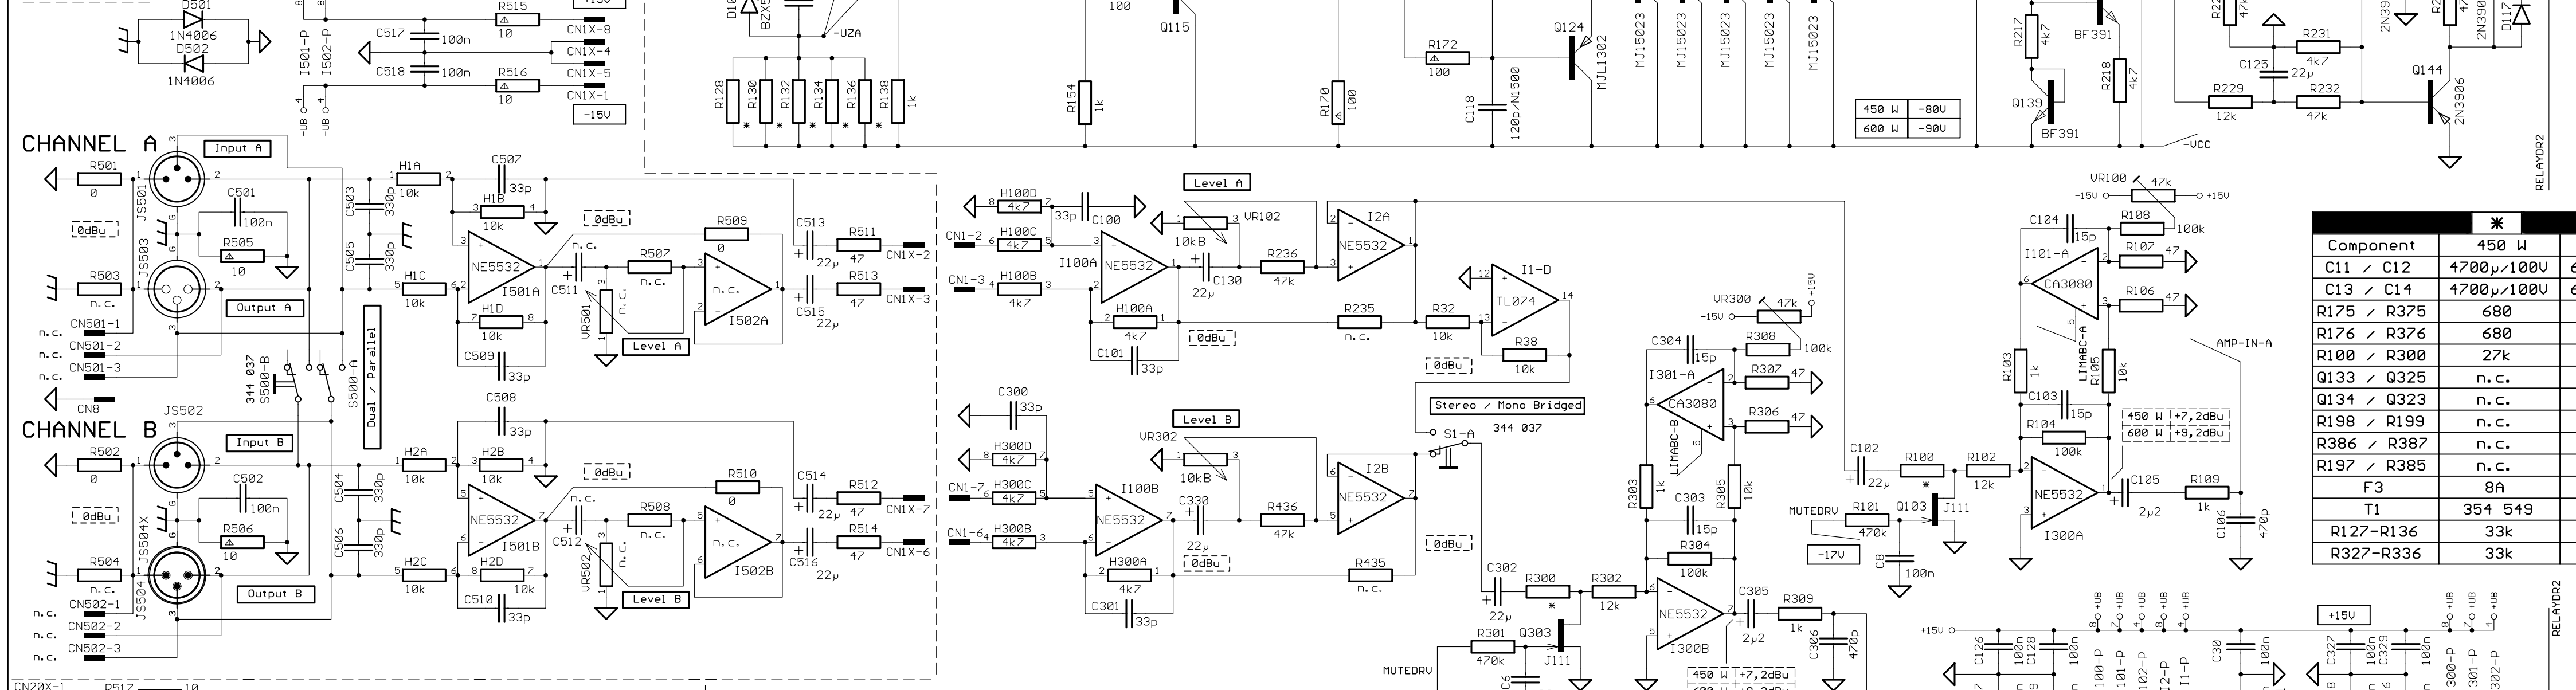 D501
1N4006
D502
1N4006
I501-P
I502-P
-UB
-UB
C517
100n
C518
100n
R515
10
R516
10
+15V
CN1X-8
CN1X-4
CN1X-5
CN1X-1
-15V
-UZA
R128
R130
R132
R134
R136
R138
1k
100
Q115
R154
1k
R170
100
R172
100
C118
120p/N1500
Q124
MJL1302
MJ15023
MJ15023
MJ15023
MJ15023
MJ15023
450 W -80V
600 W -90V
R217
4k7
BF391
R218
4k7
Q139
BF391
-VCC
R231
4k7
C125
22µ
R229
12k
R232
47k
Q144
2N3906
D117
RELAYDR2
CHANNEL A
Input A
R501
0
JS501
C501
100n
R505
10
0dBu
JS503
R503
n.c.
Output A
CN501-1
CN501-2
CN501-3
n.c.
n.c.
n.c.
CN8
344 037
S500-B
S500-A
Dual / Parallel
C503
330p
C505
330p
H1A
10k
H1B
10k
C507
33p
I501A
NE5532
H1C
10k
H1D
10k
C509
33p
0dBu
n.c.
C511
VR501
n.c.
R507
n.c.
Level A
R509
0
n.c.
I502A
C513
22µ
C515
22µ
R511
47
R513
47
CN1X-2
CN1X-3
CHANNEL B
JS502
Input B
R502
0
C502
100n
R506
10
0dBu
JS504X
JS504
R504
n.c.
Output B
CN502-1
CN502-2
CN502-3
n.c.
n.c.
n.c.
C504
330p
C506
330p
H2A
10k
H2B
10k
C508
33p
I501B
NE5532
H2C
10k
H2D
10k
C510
33p
0dBu
n.c.
C512
VR502
n.c.
R508
n.c.
Level B
R510
0
n.c.
I502B
C514
22µ
C516
22µ
R512
47
R514
47
CN1X-7
CN1X-6
CN20X-1
R517
10
H100D
4k7
33p
C100
CN1-2
H100C
4k7
CN1-3
H100B
4k7
I100A
NE5532
H100A
4k7
C101
33p
Level A
VR102
10kB
C130
22µ
R236
47k
0dBu
I2A
NE5532
R235
n.c.
R32
10k
0dBu
I1-D
TL074
R38
10k
C300
33p
H300D
4k7
CN1-7
H300C
4k7
CN1-6
H300B
4k7
I100B
NE5532
H300A
4k7
C301
33p
Level B
VR302
10kB
C330
22µ
R436
47k
0dBu
I2B
NE5532
R435
n.c.
0dBu
Stereo / Mono Bridged
344 037
S1-A
C302
22µ
R300
*
R302
12k
R301
470k
Q303
J111
MUTEDRV
C6
VR300
47k
-15V
+15V
C304
15p
R308
100k
R307
47
R306
47
I301-A
CA3080
LIMABC-B
R303
1k
R305
10k
C303
15p
R304
100k
NE5532
I300B
C305
2µ2
R309
1k
C306
470p
450 W +7,2dBu
VR100
47k
-15V
+15V
C104
15p
R108
100k
R107
47
R106
47
I101-A
CA3080
LIMABC-A
R103
1k
R105
10k
C103
15p
R104
100k
AMP-IN-A
450 W +7,2dBu
600 W +9,2dBu
C102
22µ
R100
*
R102
12k
MUTEDRV
R101
470k
-17V
Q103
J111
C8
100n
NE5532
I300A
C105
2µ2
R109
1k
C106
470p
*
Component 450 W
C11 / C12 4700µ/100V
C13 / C14 4700µ/100V
R175 / R375 680
R176 / R376 680
R100 / R300 27k
Q133 / Q325 n.c.
Q134 / Q323 n.c.
R198 / R199 n.c.
R386 / R387 n.c.
R197 / R385 n.c.
F3 8A
T1 354 549
R127-R136 33k
R327-R336 33k
+15V
C126
100n
C128
100n
+UB
+UB
+UB
+UB
+UB
100-P
101-P
102-P
I2-P
I1-P
C30
100n
+15V
C327
100n
C329
100n
+UB
+UB
+UB
300-P
301-P
302-P
RELAYDR2